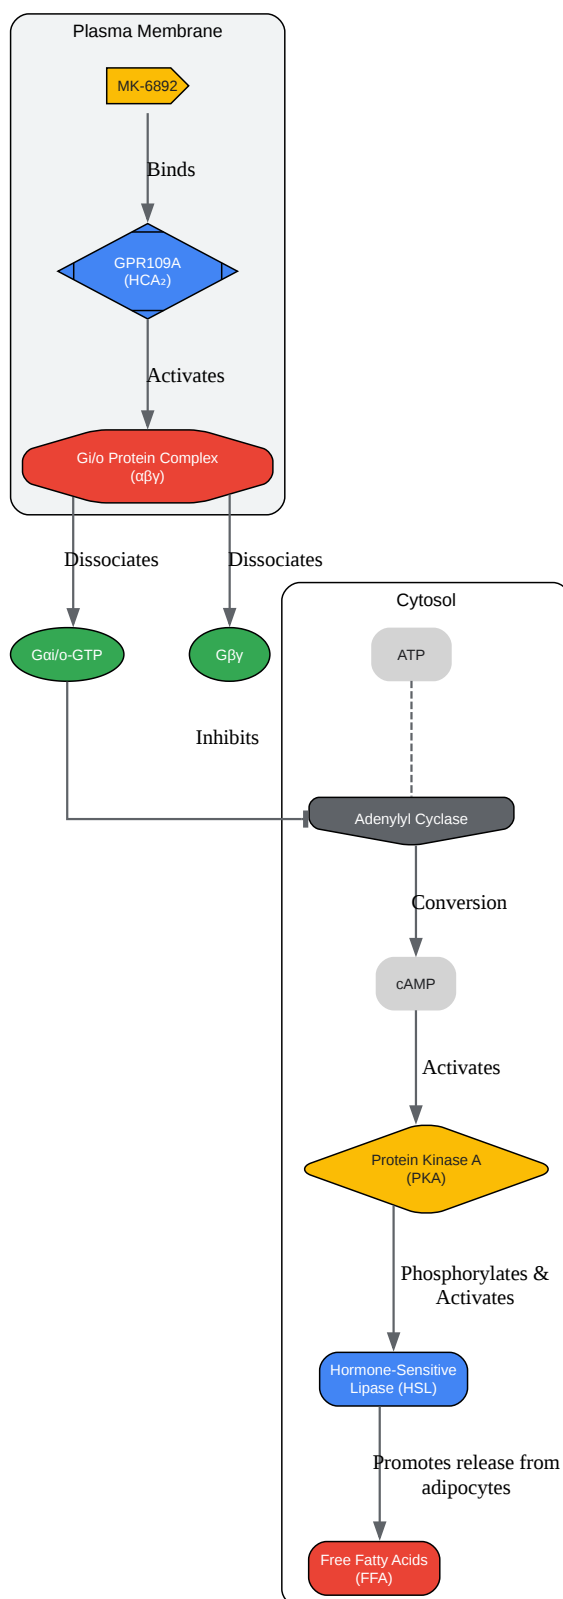 Plasma Membrane
MK-6892
Binds
GPR109A
(HCA₂)
Activates
Gi/o Protein Complex
(αβγ)
Dissociates
Dissociates
Cytosol
Gαi/o-GTP
Gβγ
ATP
Inhibits
Adenylyl Cyclase
Conversion
cAMP
Activates
Protein Kinase A
(PKA)
Phosphorylates &
Activates
Hormone-Sensitive
Lipase (HSL)
Promotes release from
adipocytes
Free Fatty Acids
(FFA)